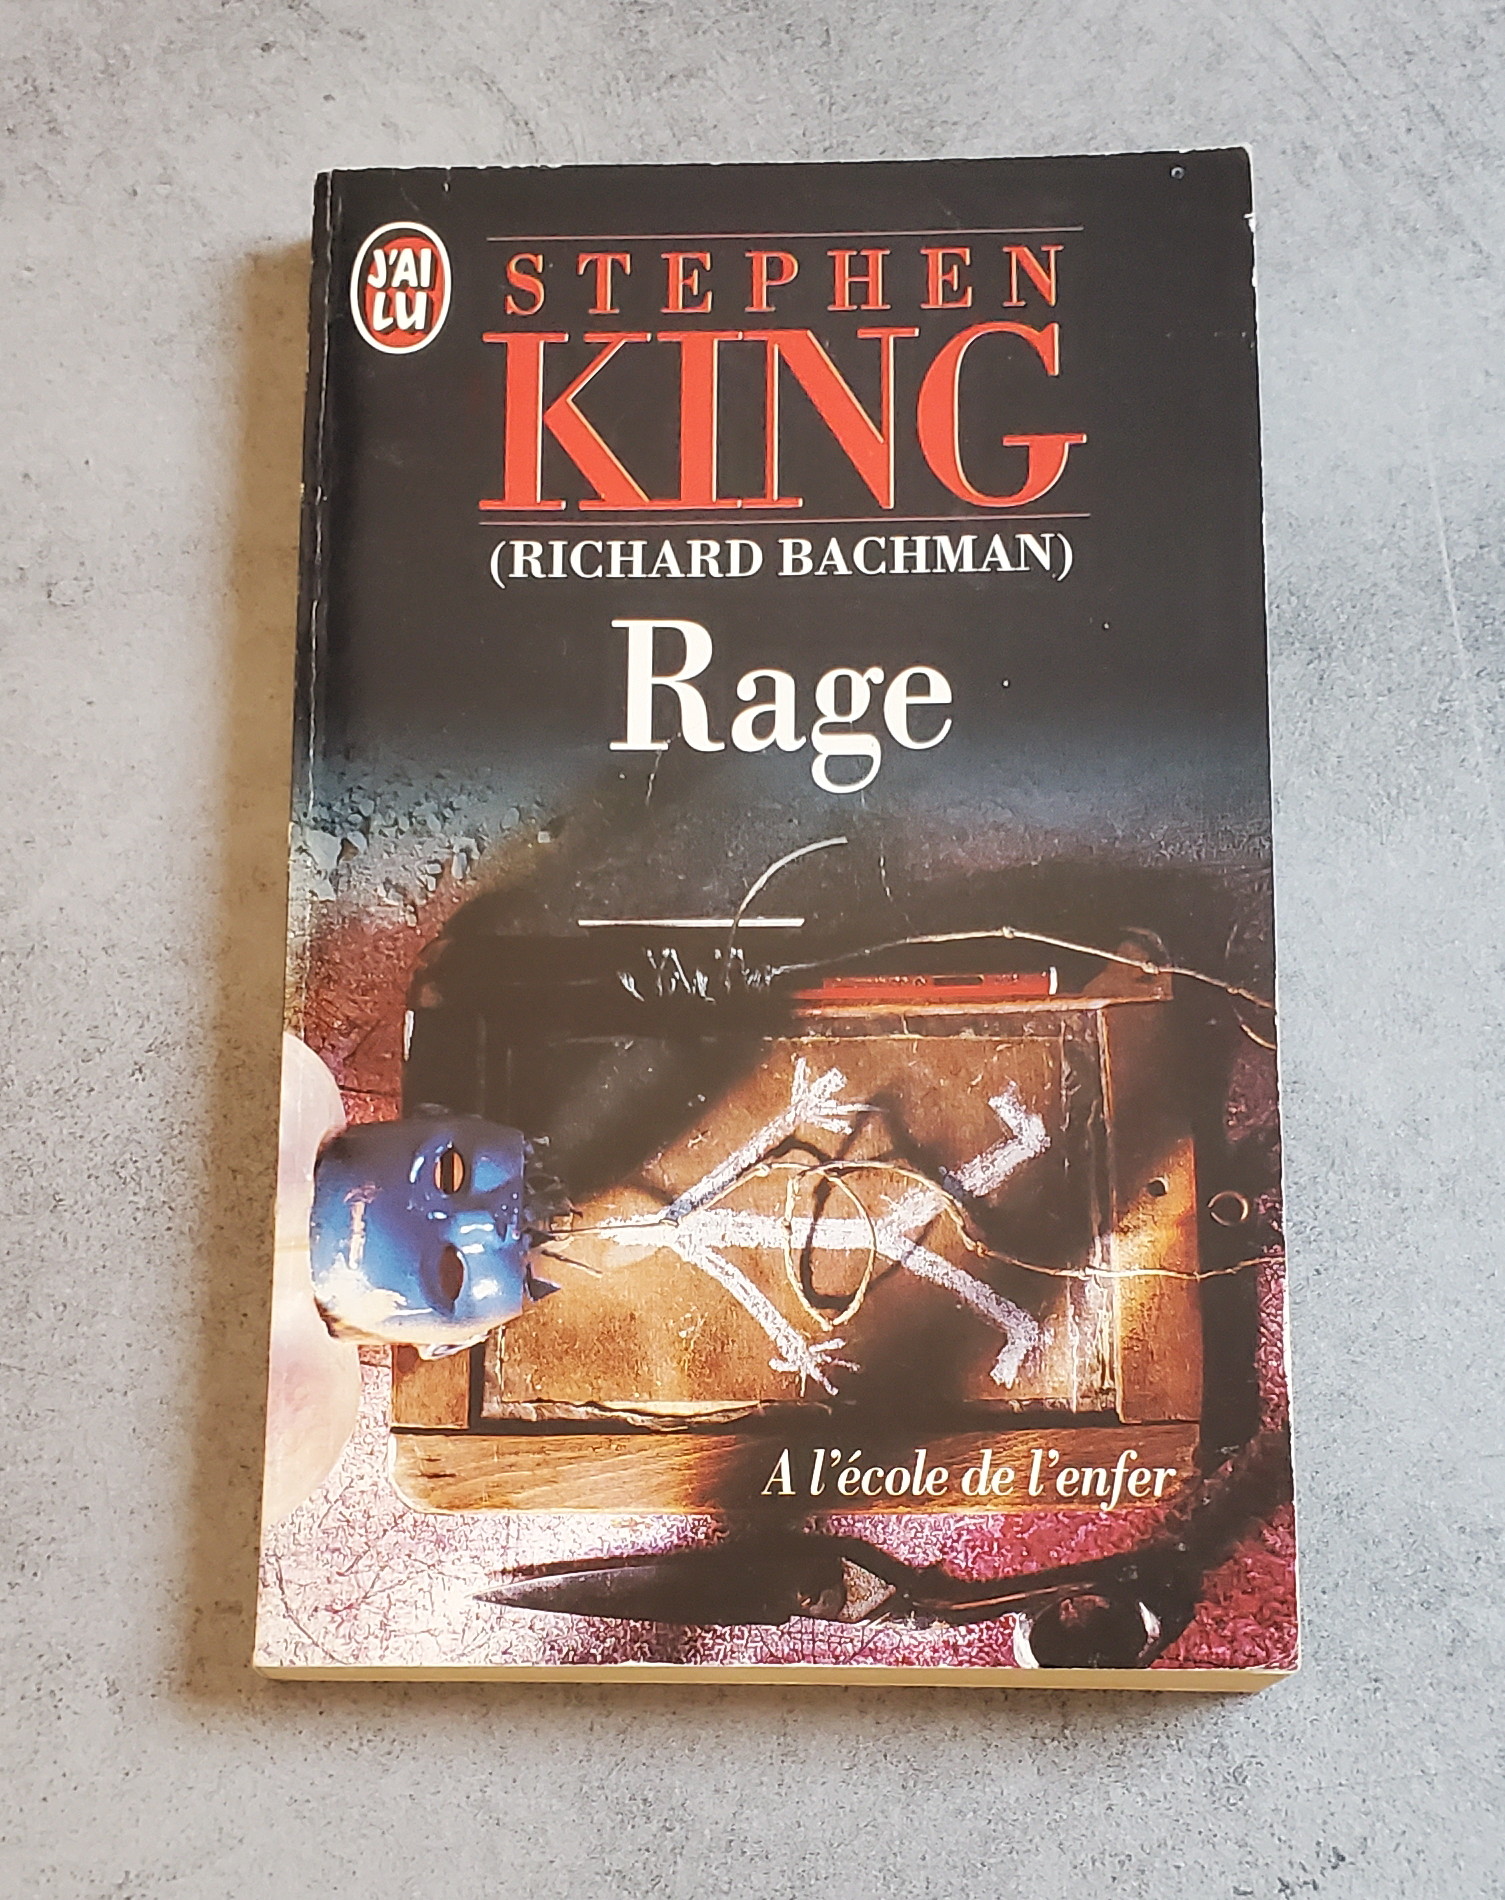 J'AI
LU
STEPHEN
KING
(RICHARD BACHMAN)
Rage
A l'école de l'enfer